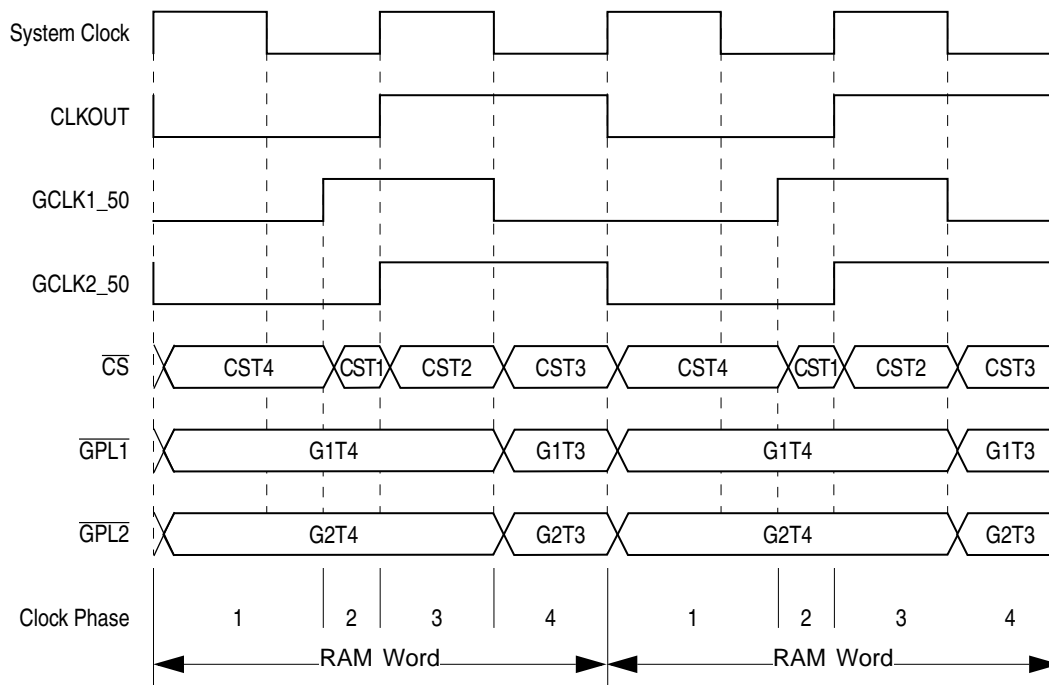 System Clock
CLKOUT
GCLK1_50
GCLK2_50
CS CST4 CST1 CST2 CST3 CST4 CST1 CST2 CST3
GPL1 G1T4 G1T3 G1T4 G1T3
GPL2 G2T4 G2T3 G2T4 G2T3
Clock Phase 1 2 3 4 1 2 3 4
RAM Word RAM Word